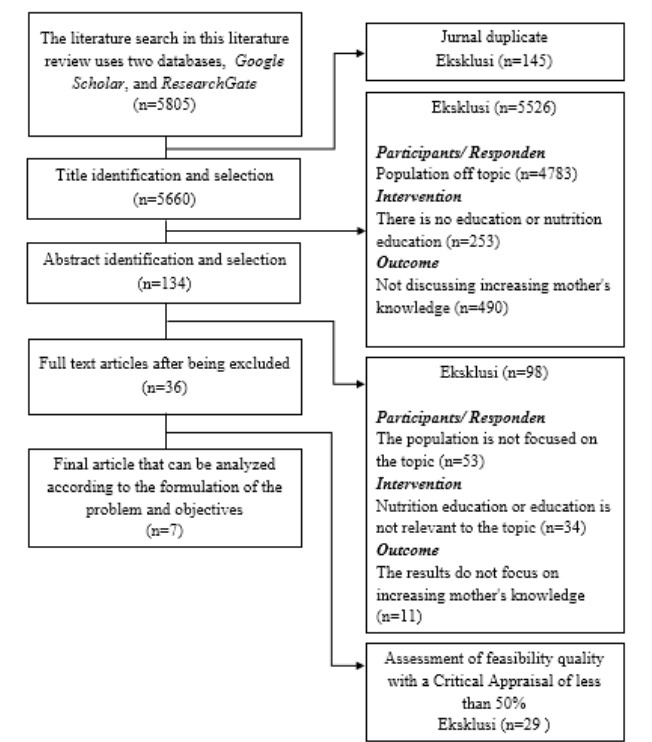 The literature search in this literature
review uses two databases, Google
Scholar, and ResearchGate
(n=5805)
Jurnal duplicate
Eksklusi (n=145)
Title identification and selection
(n=5660)
Eksklusi (n=5526)
Participants/ Responden
Population off topic (n=4783)
Intervention
There is no education or nutrition
education (n=253)
Outcome
Not discussing increasing mother's
knowledge (n=490)
Abstract identification and selection
(n=134)
Full text articles after being excluded
(n=36)
Eksklusi (n=98)
Participants/ Responden
The population is not focused on
the topic (n=53)
Intervention
Nutrition education or education is
not relevant to the topic (n=34)
Outcome
The results do not focus on
increasing mother's knowledge
(n=11)
Final article that can be analyzed
according to the formulation of the
problem and objectives
(n=7)
Assessment of feasibility quality
with a Critical Appraisal of less
than 50%
Eksklusi (n=29 )